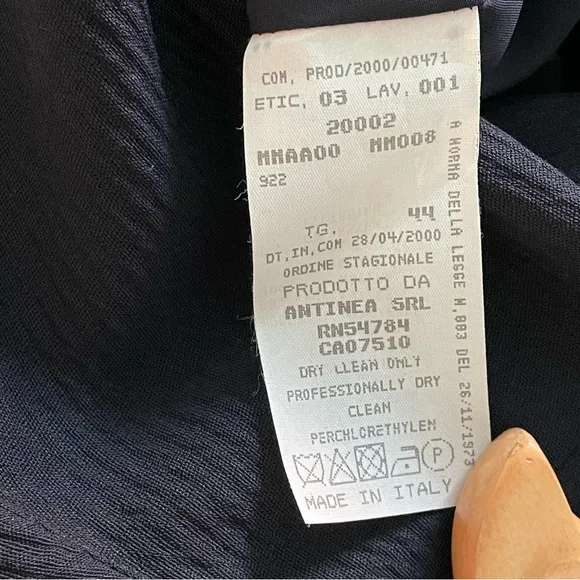 COM. PROD/2000/00471
ETIC. 03 LAV. 001
20002
MMAA00 MM008
922
TG. 44
DT.IN.COM 28/04/2000
ORDINE STAGIONALE
PRODOTTO DA
ANTINEA SRL
RN54784
CA07510
DRY CLEAN ONLY
PROFESSIONALLY DRY
CLEAN
PERCHLORETHYLEN
P
MADE IN ITALY
A NORMA DELLA LEGGE N.883 DEL 26/11/1973